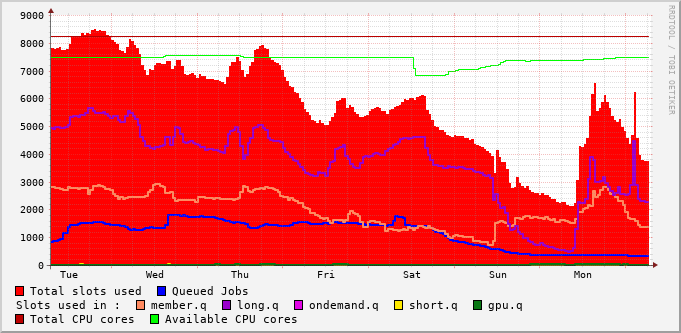 RRDTOOL / TOBI OETIKER
9000
8000
7000
6000
5000
4000
3000
2000
1000
0
Tue Wed Thu Fri Sat Sun Mon
Total slots used Queued Jobs
Slots used in : member.q long.q ondemand.q short.q gpu.q
Total CPU cores Available CPU cores